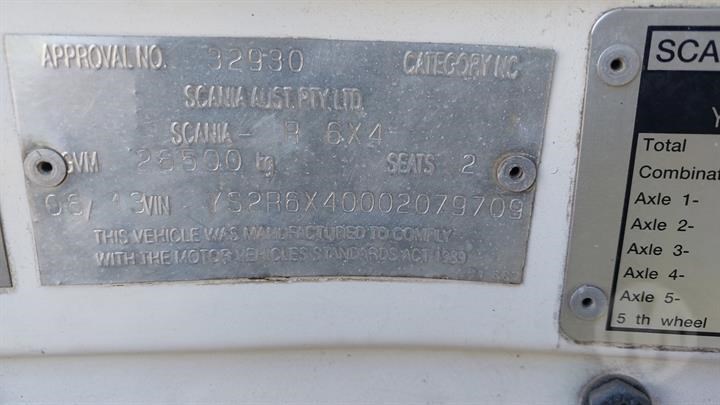 APPROVAL NO. 32930 CATEGORY NC
SCANIA AUST. PTY. LTD.
SCANIA - R 6X4
GVM 26500 kg SEATS 2
06/13 VIN YS2R6X40002079709
THIS VEHICLE WAS MANUFACTURED TO COMPLY
WITH THE MOTOR VEHICLES STANDARDS ACT 1989
SCA
Y
Total
Combinat
Axle 1-
Axle 2-
Axle 3-
Axle 4-
Axle 5-
5 th wheel